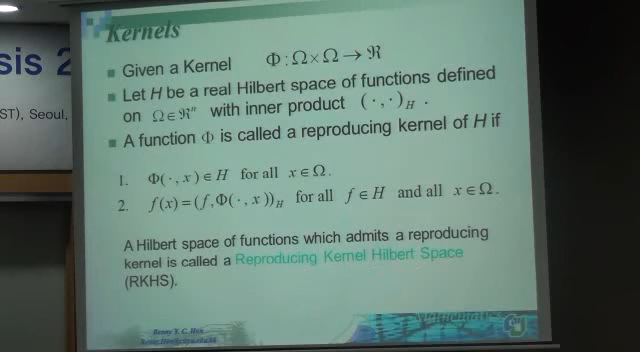 Kernels
sis 2
ST), Seoul,
Given a Kernel Φ : Ω × Ω → ℜ
Let H be a real Hilbert space of functions defined
on Ω ∈ ℜⁿ with inner product (·,·)_H .
A function Φ is called a reproducing kernel of H if
1. Φ(·, x) ∈ H for all x ∈ Ω.
2. f(x) = (f, Φ(·, x))_H for all f ∈ H and all x ∈ Ω.
A Hilbert space of functions which admits a reproducing
kernel is called a Reproducing Kernel Hilbert Space
(RKHS).
Benny Y. C. Hon